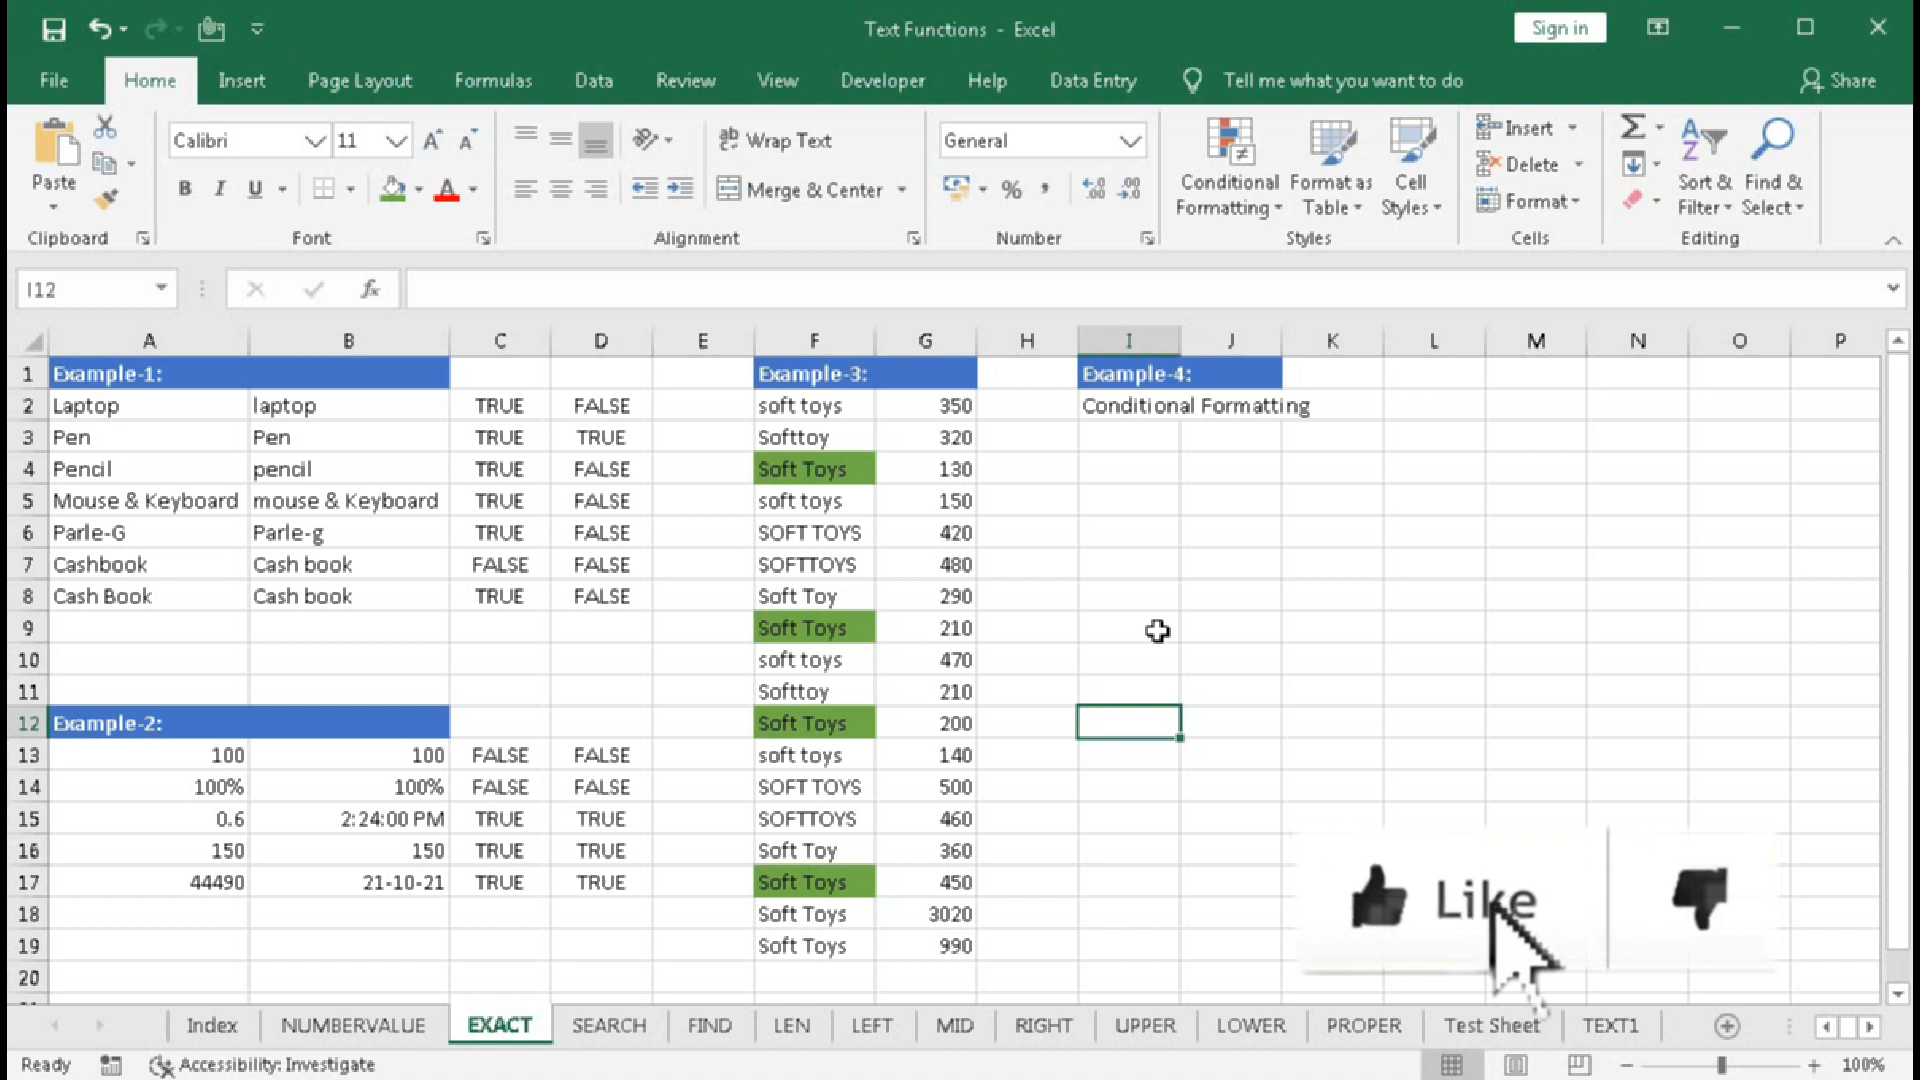 Text Functions - Excel
Sign in
File Home Insert Page Layout Formulas Data Review View Developer Help Data Entry Tell me what you want to do Share
Paste
Clipboard
Calibri 11
B I U
Font
Wrap Text
Merge & Center
Alignment
General
%
Number
Conditional Formatting
Format as Table
Cell Styles
Styles
Insert
Delete
Format
Cells
Sort & Filter
Find & Select
Editing
I12 fx
A B C D E F G H I J K L M N O P
1 Example-1: Example-3: Example-4:
2 Laptop laptop TRUE FALSE soft toys 350 Conditional Formatting
3 Pen Pen TRUE TRUE Softtoy 320
4 Pencil pencil TRUE FALSE Soft Toys 130
5 Mouse & Keyboard mouse & Keyboard TRUE FALSE soft toys 150
6 Parle-G Parle-g TRUE FALSE SOFT TOYS 420
7 Cashbook Cash book FALSE FALSE SOFTTOYS 480
8 Cash Book Cash book TRUE FALSE Soft Toy 290
9 Soft Toys 210
10 soft toys 470
11 Softtoy 210
12 Example-2: Soft Toys 200
13 100 100 FALSE FALSE soft toys 140
14 100% 100% FALSE FALSE SOFT TOYS 500
15 0.6 2:24:00 PM TRUE TRUE SOFTTOYS 460
16 150 150 TRUE TRUE Soft Toy 360
17 44490 21-10-21 TRUE TRUE Soft Toys 450
18 Soft Toys 3020
19 Soft Toys 990
20
Like
Index NUMBERVALUE EXACT SEARCH FIND LEN LEFT MID RIGHT UPPER LOWER PROPER Test Sheet TEXT1
Ready Accessibility: Investigate 100%